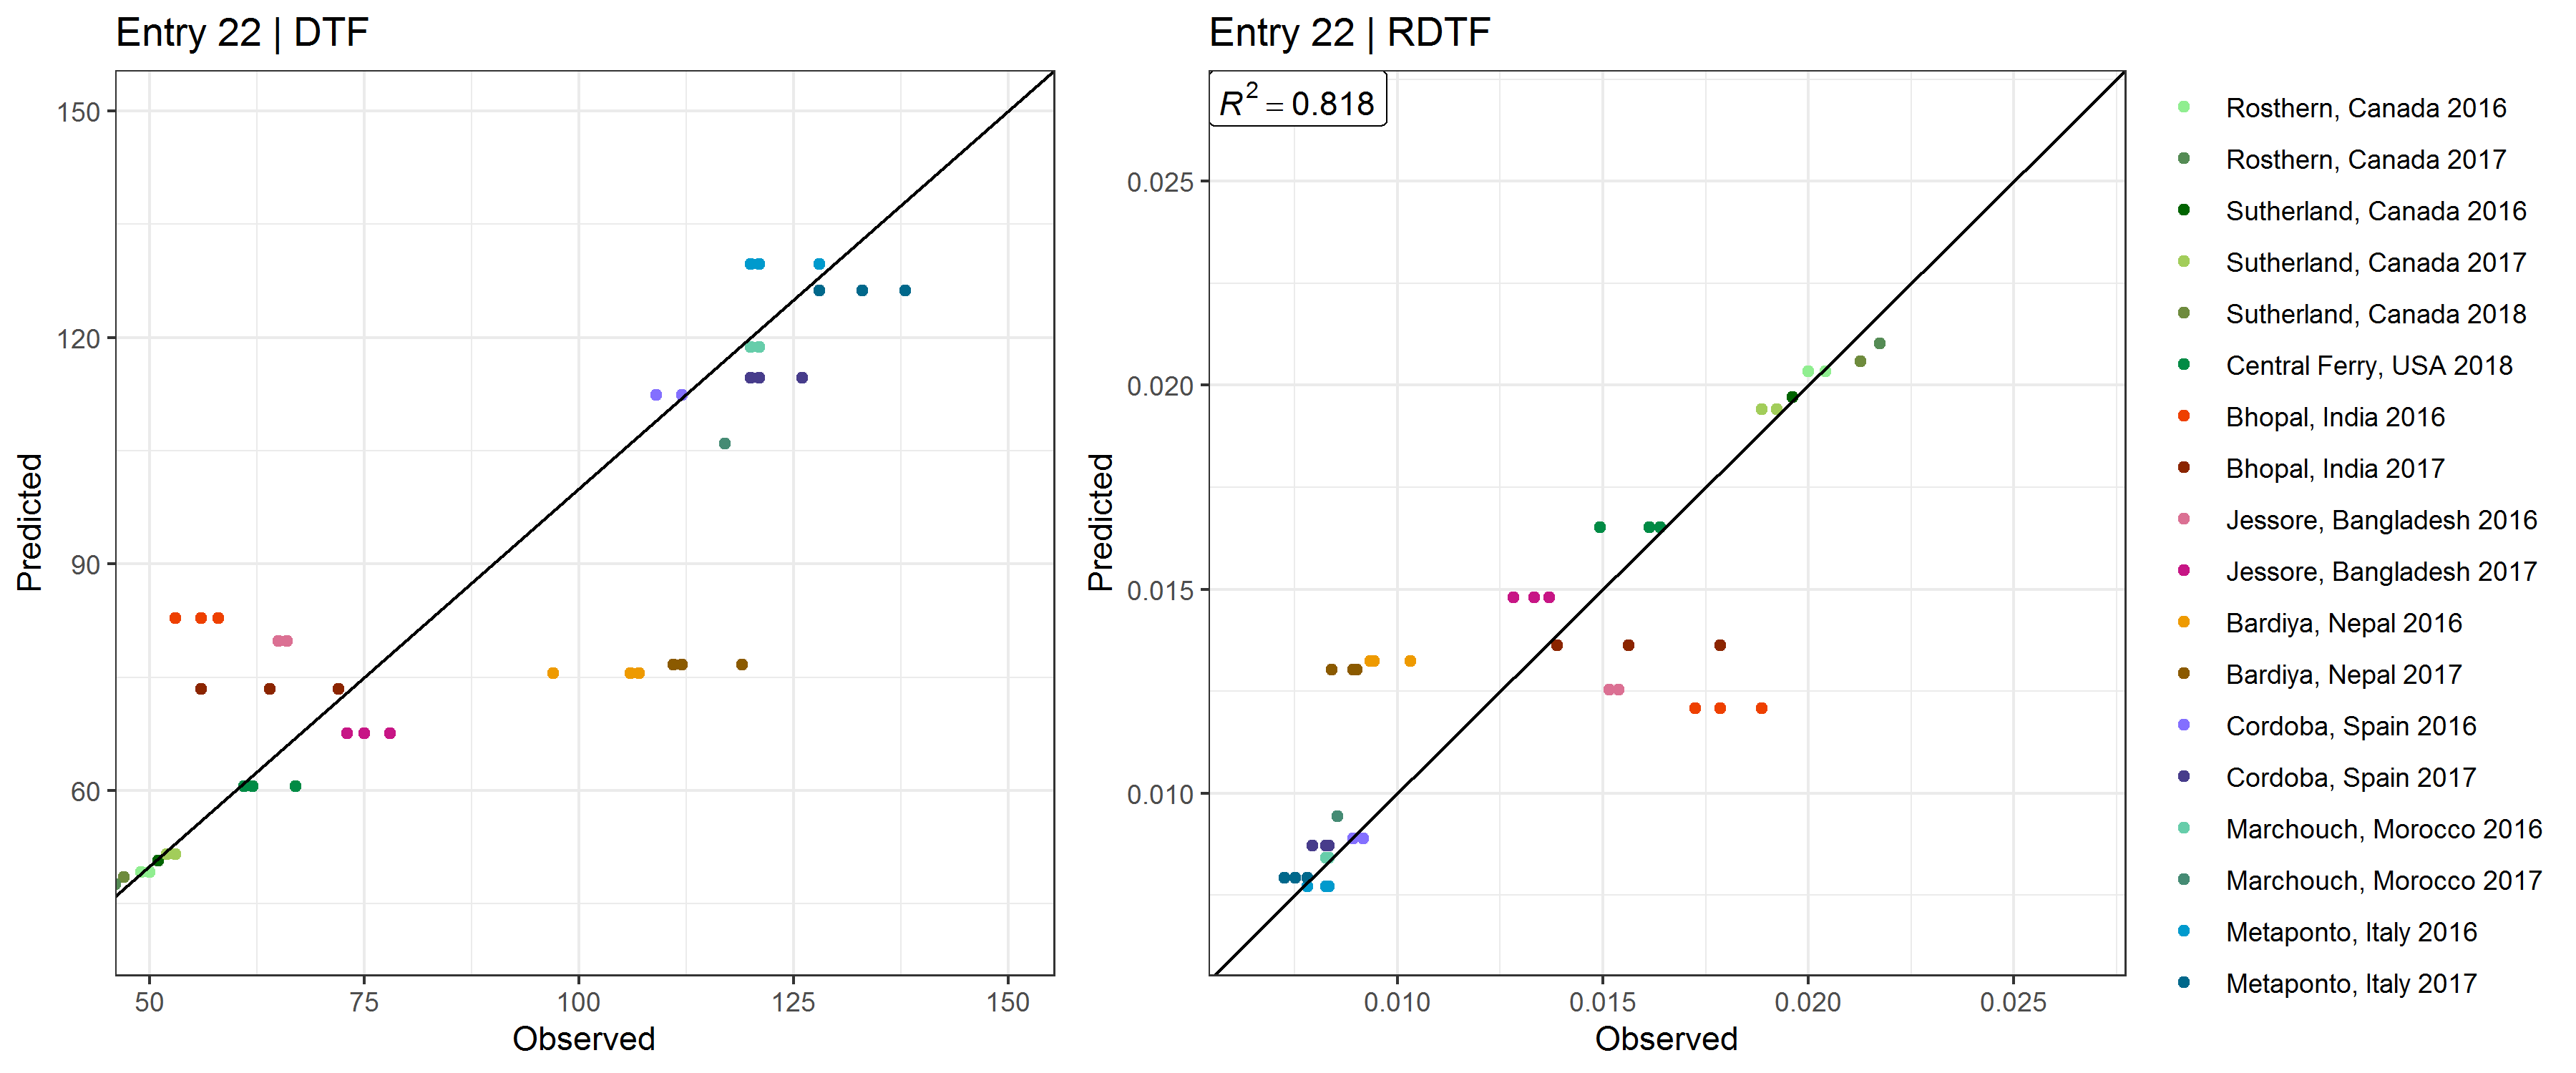 Entry 22 | DTF
150
120
90
60
50
75
100
125
150
Observed
Predicted
Entry 22 | RDTF
R² = 0.818
0.025
0.020
0.015
0.010
0.010
0.015
0.020
0.025
Observed
Predicted
Rosthern, Canada 2016
Rosthern, Canada 2017
Sutherland, Canada 2016
Sutherland, Canada 2017
Sutherland, Canada 2018
Central Ferry, USA 2018
Bhopal, India 2016
Bhopal, India 2017
Jessore, Bangladesh 2016
Jessore, Bangladesh 2017
Bardiya, Nepal 2016
Bardiya, Nepal 2017
Cordoba, Spain 2016
Cordoba, Spain 2017
Marchouch, Morocco 2016
Marchouch, Morocco 2017
Metaponto, Italy 2016
Metaponto, Italy 2017